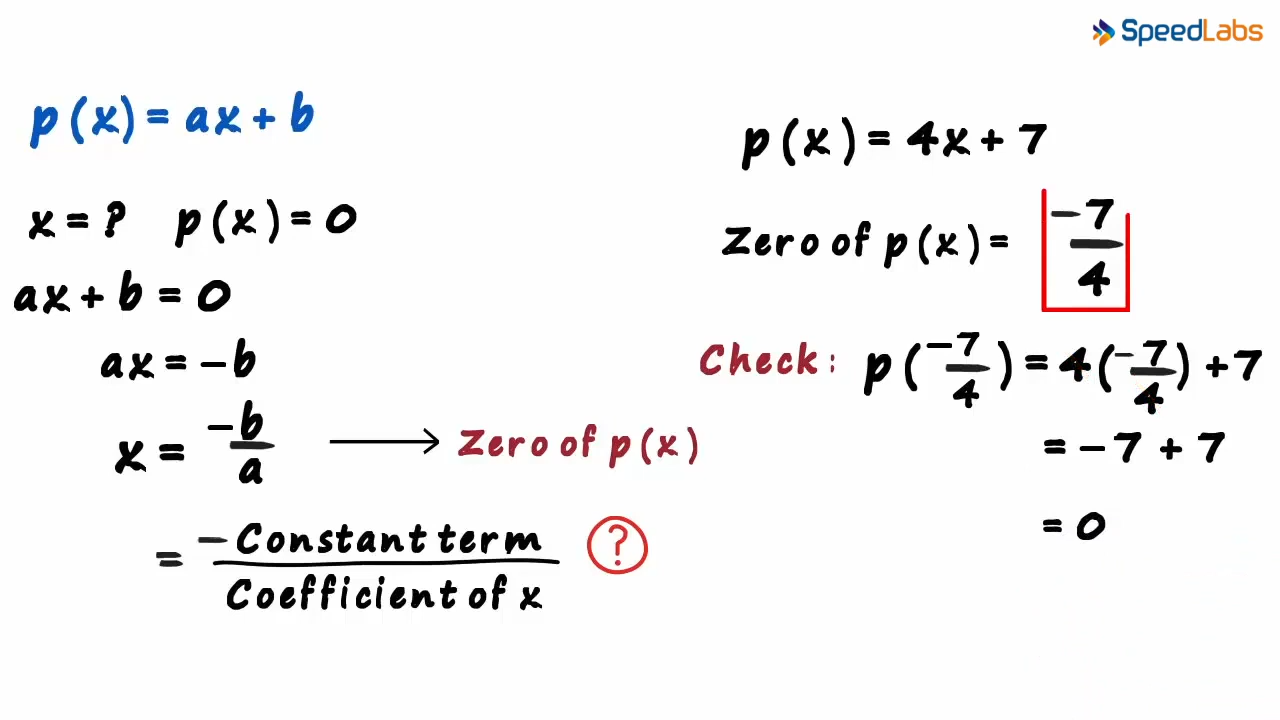 SpeedLabs
p(x) = ax + b
x = ? p(x) = 0
ax + b = 0
ax = -b
x = -b/a → Zero of p(x)
= -Constant term / Coefficient of x ?
p(x) = 4x + 7
Zero of p(x) = -7/4
Check: p(-7/4) = 4(-7/4) + 7
= -7 + 7
= 0